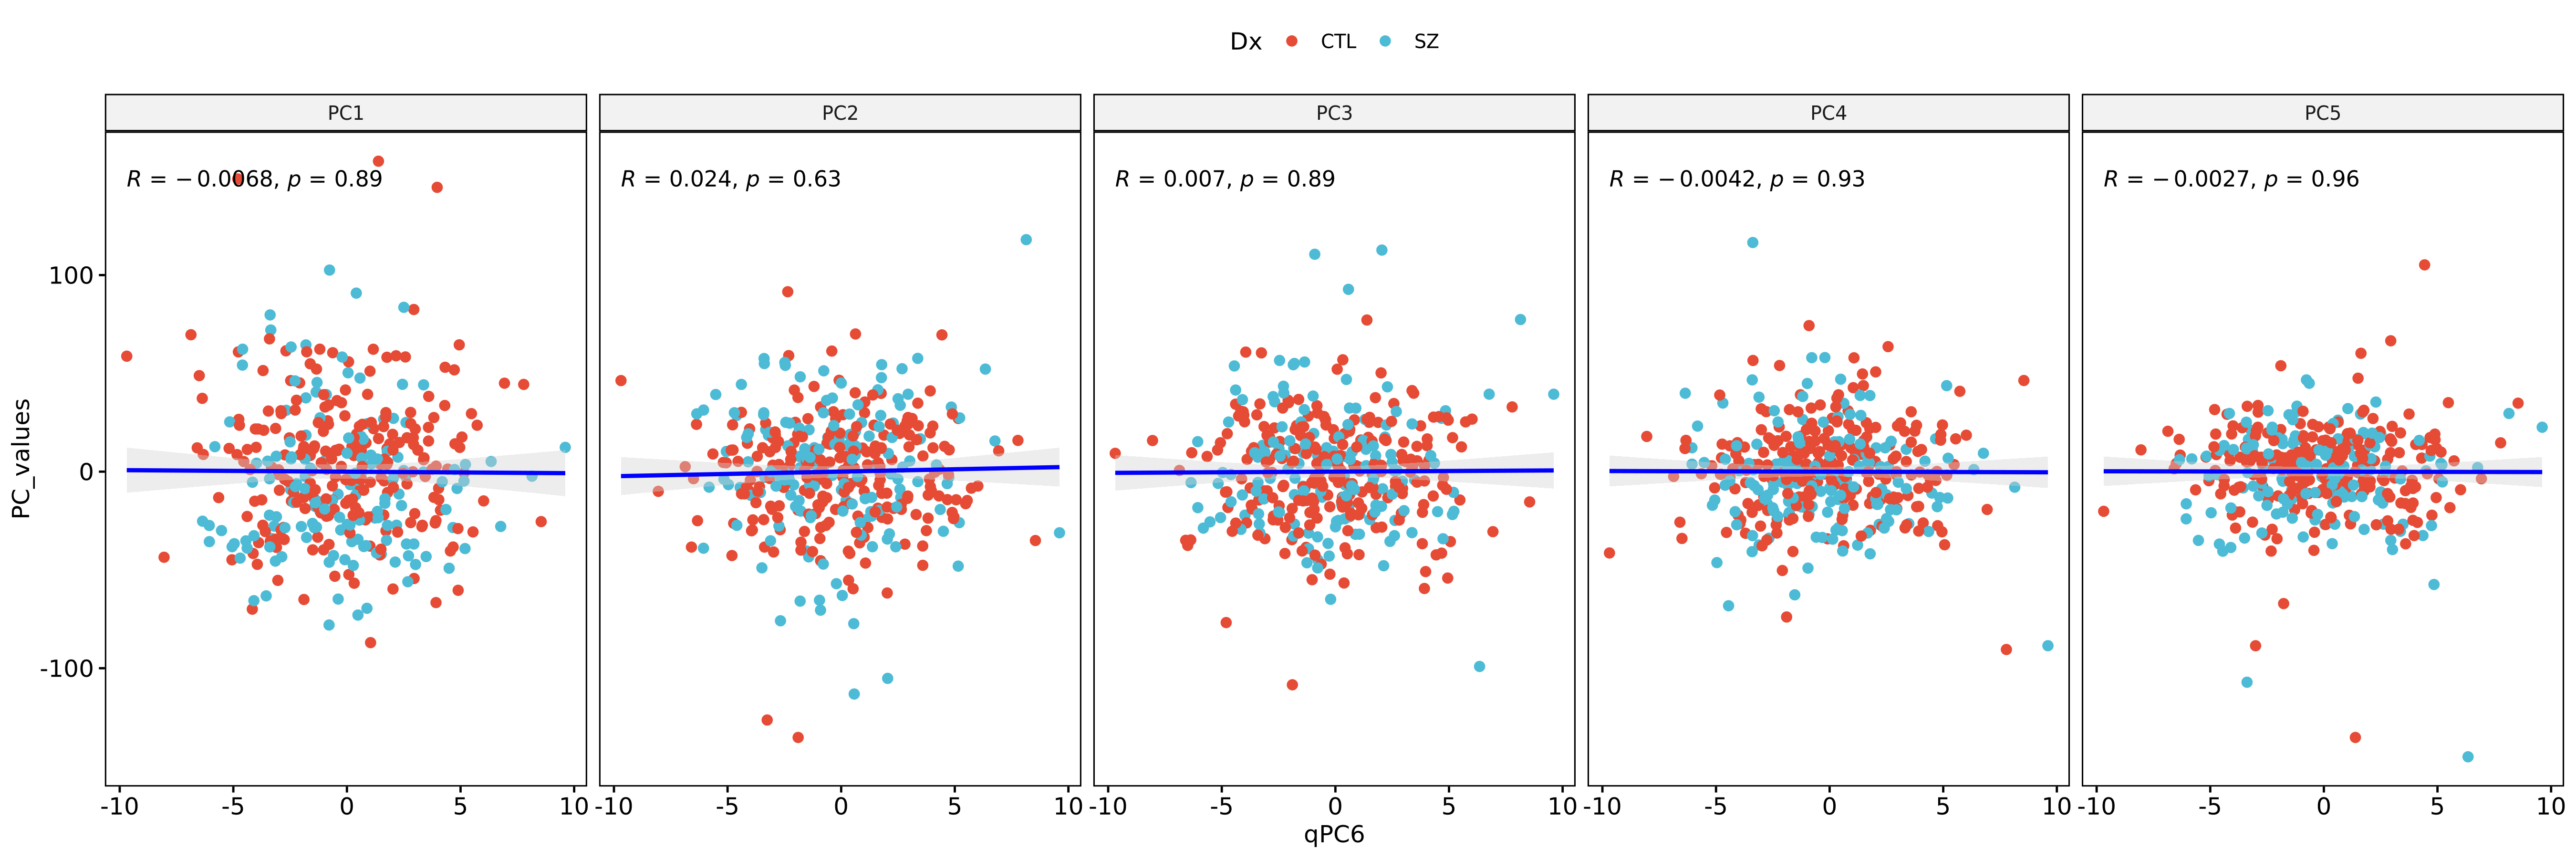 Dx CTL SZ
PC1 PC2 PC3 PC4 PC5
R = −0.0068, p = 0.89 R = 0.024, p = 0.63 R = 0.007, p = 0.89 R = −0.0042, p = 0.93 R = −0.0027, p = 0.96
100
0
-100
PC_values
-10 -5 0 5 10 -10 -5 0 5 10 -10 -5 0 5 10 -10 -5 0 5 10 -10 -5 0 5 10
qPC6